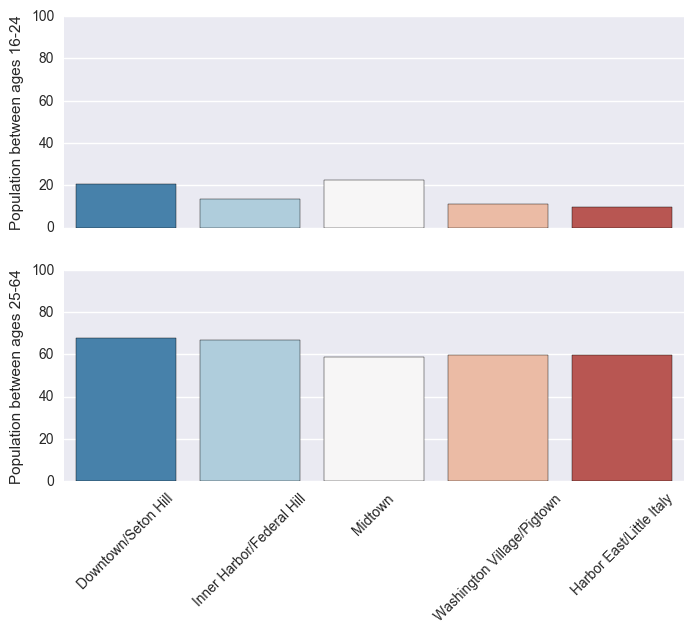 Population between ages 16-24
100
80
60
40
20
0
Population between ages 25-64
100
80
60
40
20
0
Downtown/Seton Hill
Inner Harbor/Federal Hill
Midtown
Washington Village/Pigtown
Harbor East/Little Italy